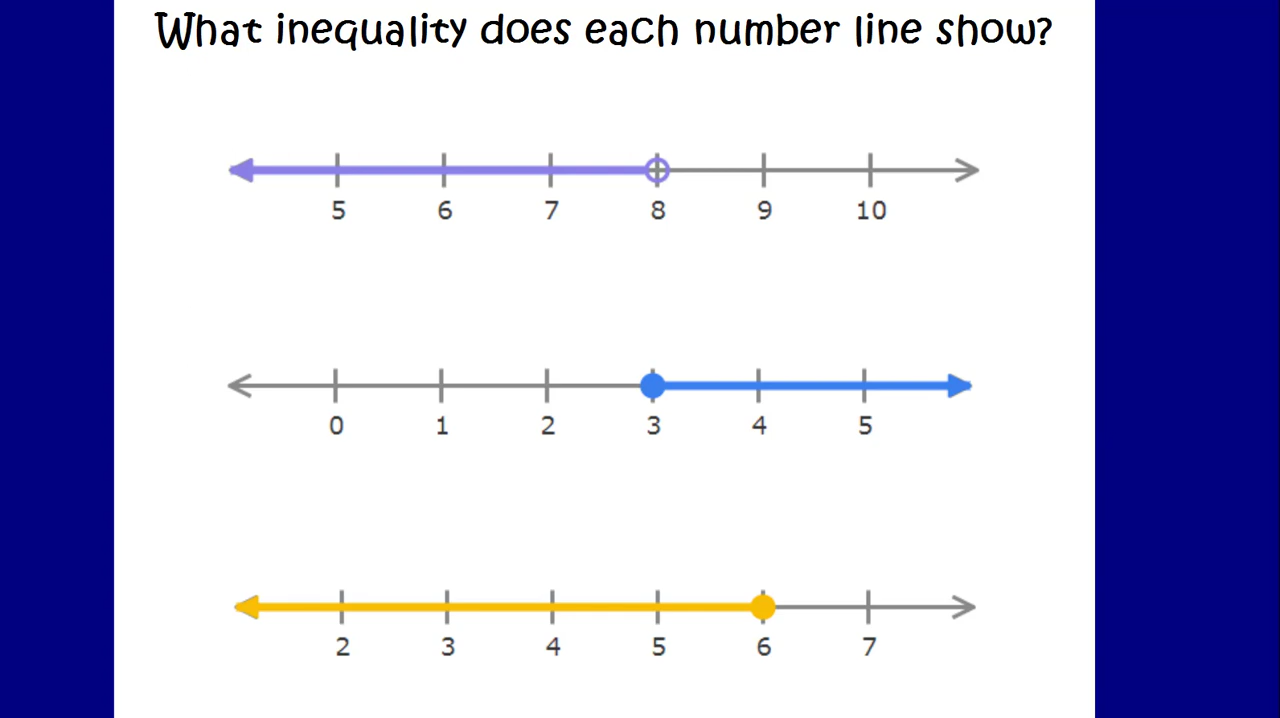 What inequality does each number line show?
5 6 7 8 9 10
0 1 2 3 4 5
2 3 4 5 6 7